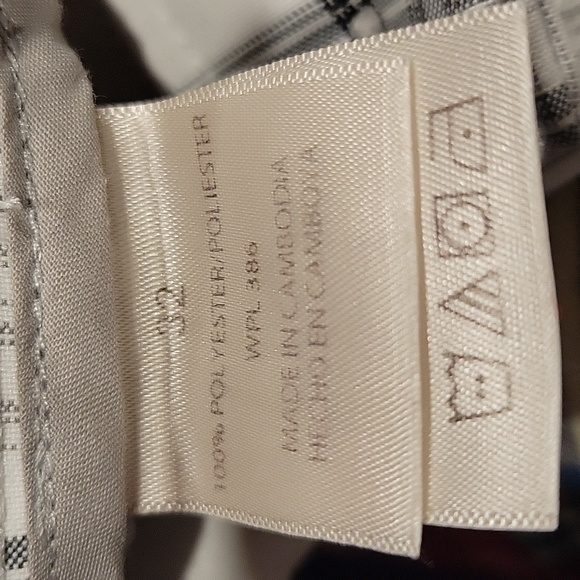 32
100% POLYESTER/POLIESTER
WPL 386
MADE IN CAMBODIA
HECHO EN CAMBOYA